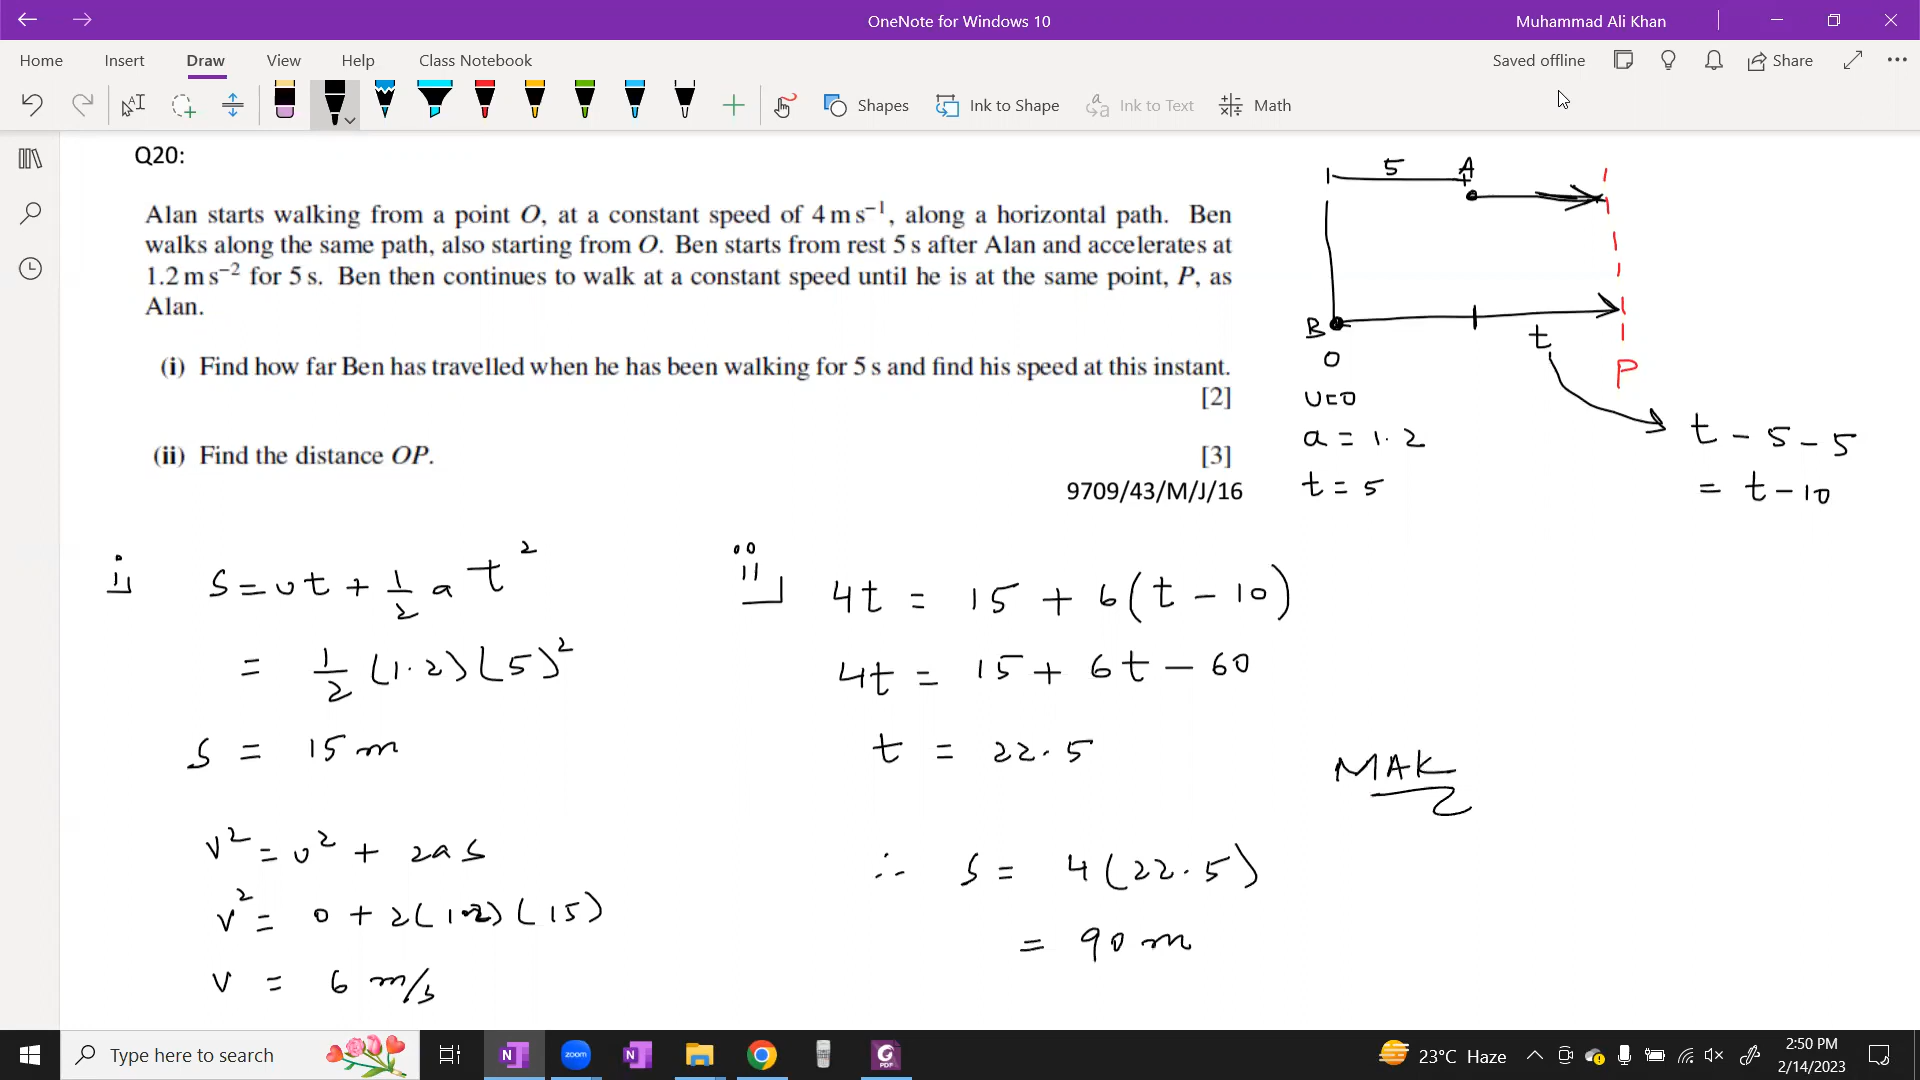 OneNote for Windows 10
Muhammad Ali Khan
Home Insert Draw View Help Class Notebook
Saved offline Share
Shapes Ink to Shape Ink to Text Math
Q20:
Alan starts walking from a point O, at a constant speed of 4 m s⁻¹, along a horizontal path. Ben
walks along the same path, also starting from O. Ben starts from rest 5 s after Alan and accelerates at
1.2 m s⁻² for 5 s. Ben then continues to walk at a constant speed until he is at the same point, P, as
Alan.
(i) Find how far Ben has travelled when he has been walking for 5 s and find his speed at this instant.
[2]
(ii) Find the distance OP. [3]
9709/43/M/J/16
5 A
B t
O
P
u=0
a = 1.2
t = 5
t - 5 - 5
= t - 10
i
s = ut + 1/2 a t²
= 1/2 (1.2)(5)²
s = 15 m
v² = u² + 2as
v² = 0 + 2(1.2)(15)
v = 6 m/s
ii
4t = 15 + 6(t - 10)
4t = 15 + 6t - 60
t = 22.5
∴ s = 4(22.5)
= 90 m
MAK
Type here to search
zoom
PDF
23°C Haze
2:50 PM
2/14/2023